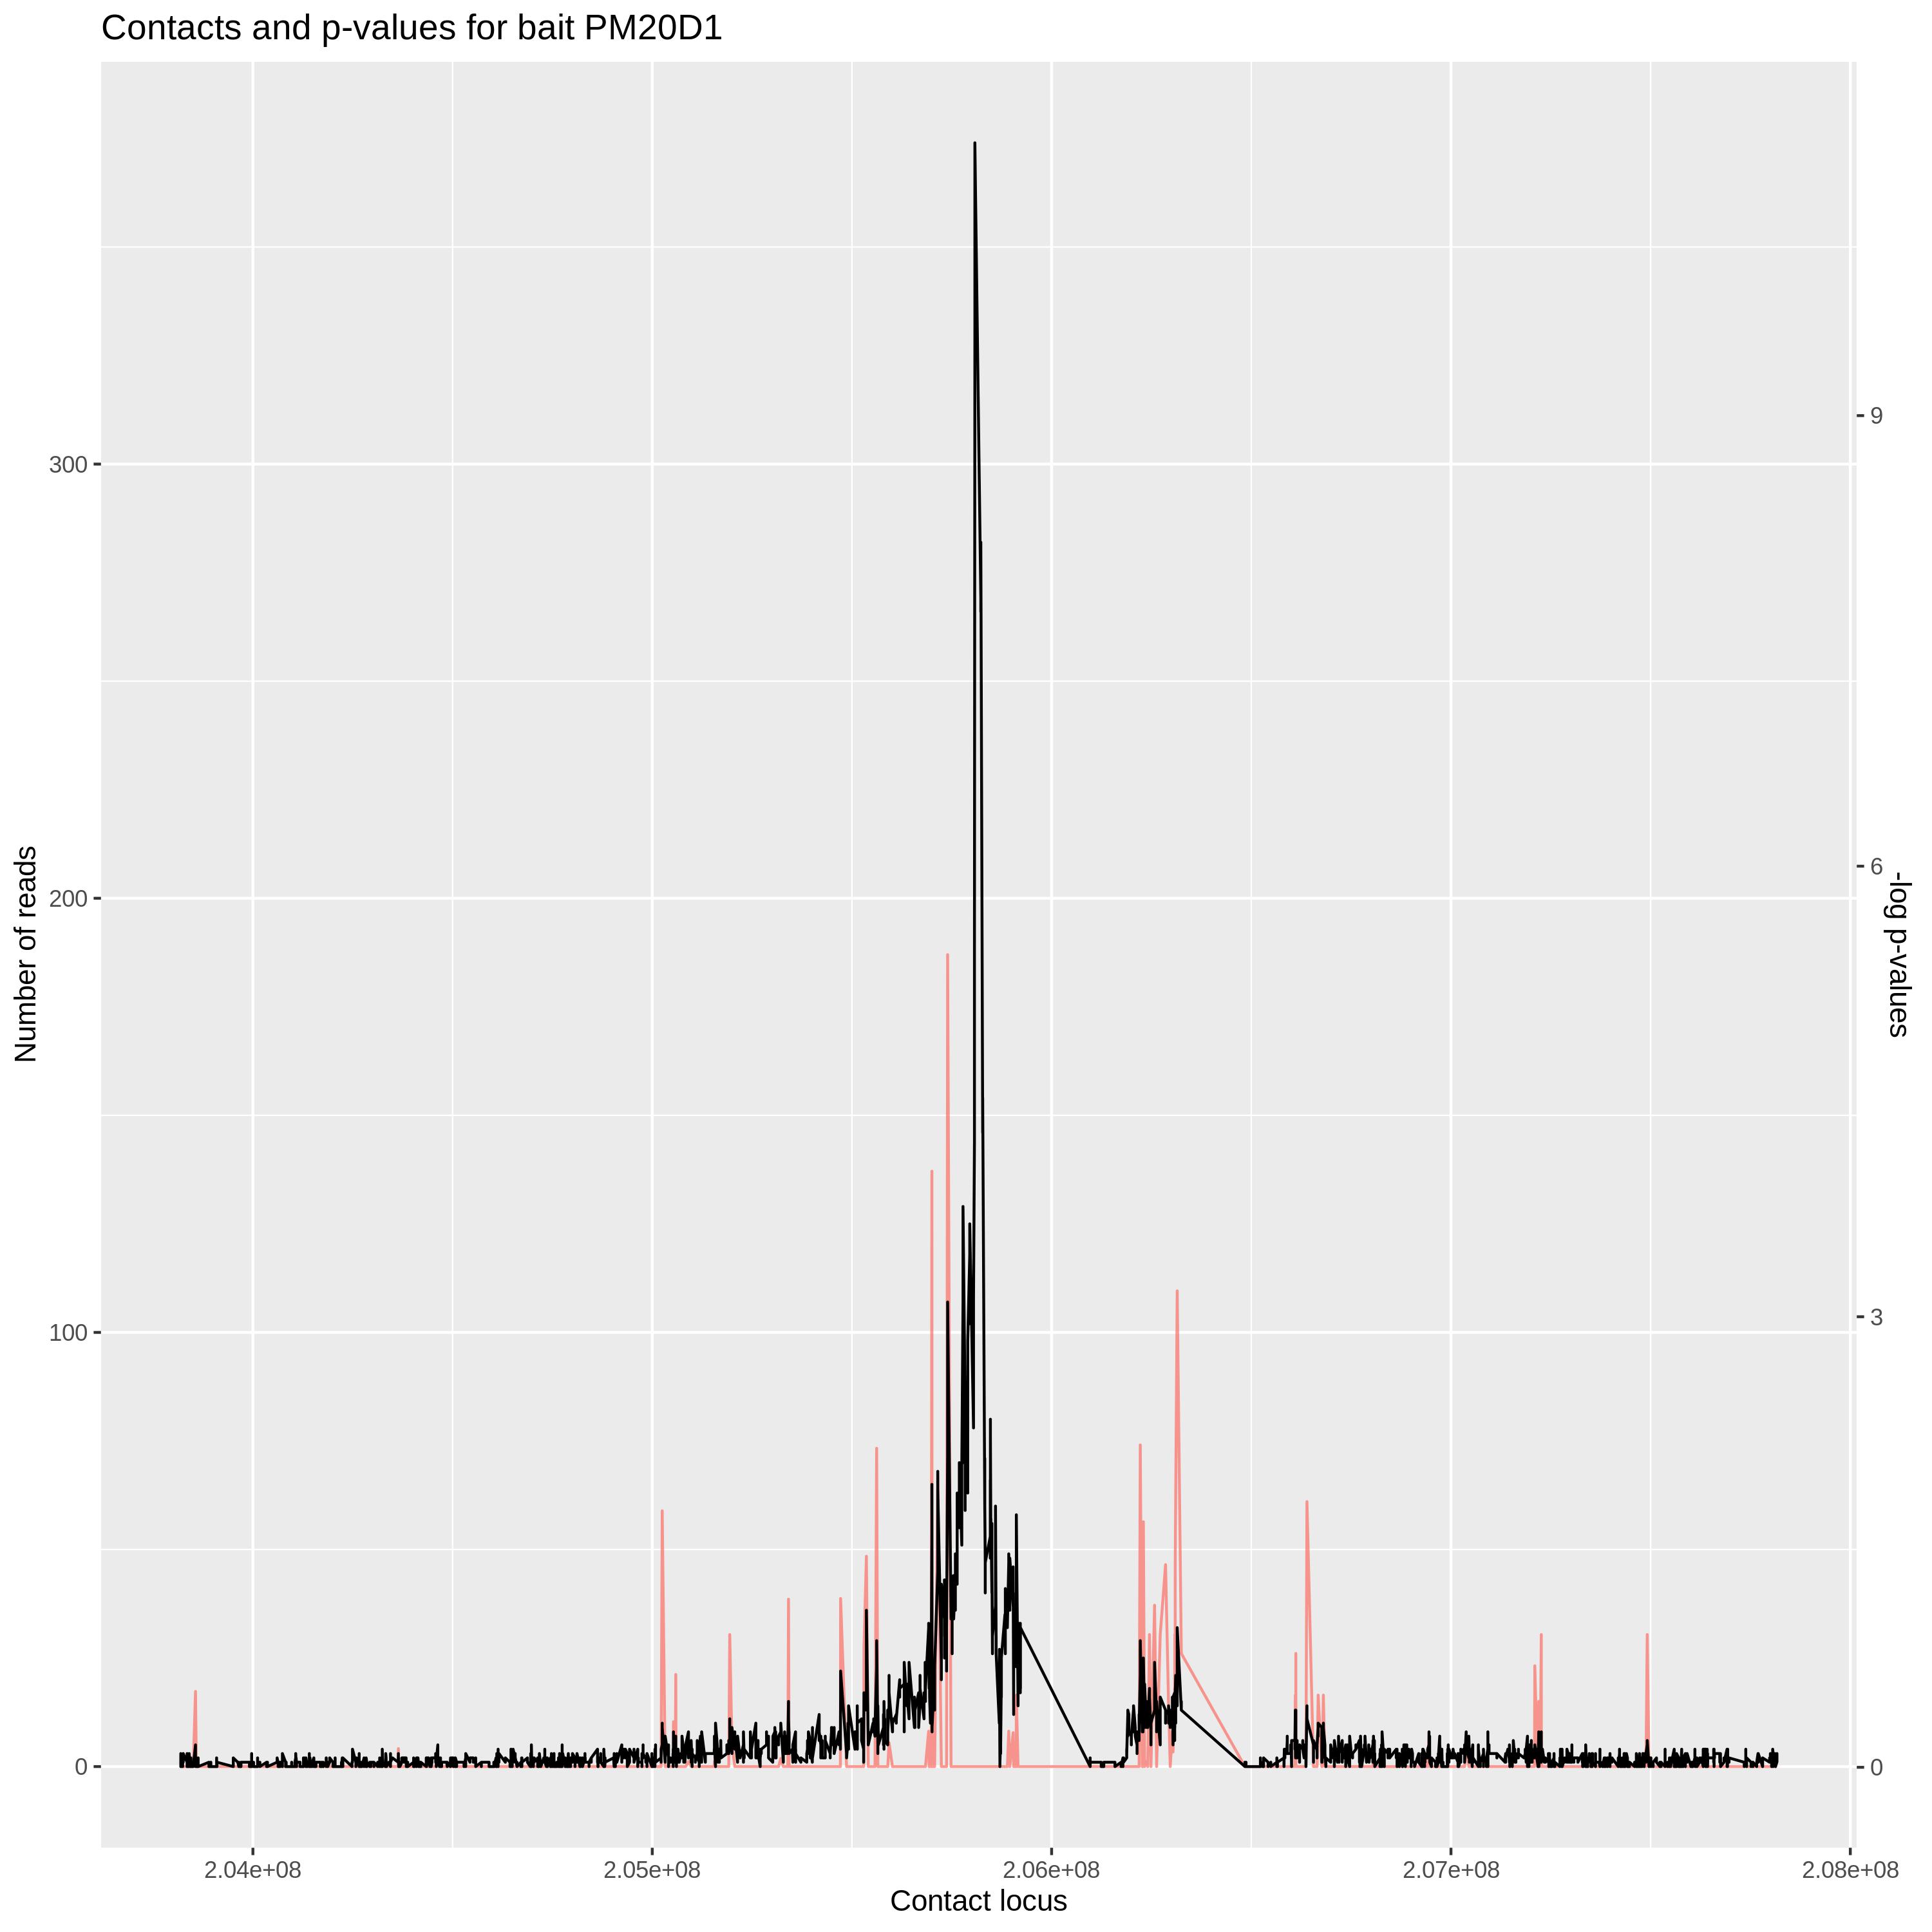 Contacts and p-values for bait PM20D1
Number of reads
300
200
100
0
9
6
3
0
-log p-values
2.04e+08
2.05e+08
2.06e+08
2.07e+08
2.08e+08
Contact locus